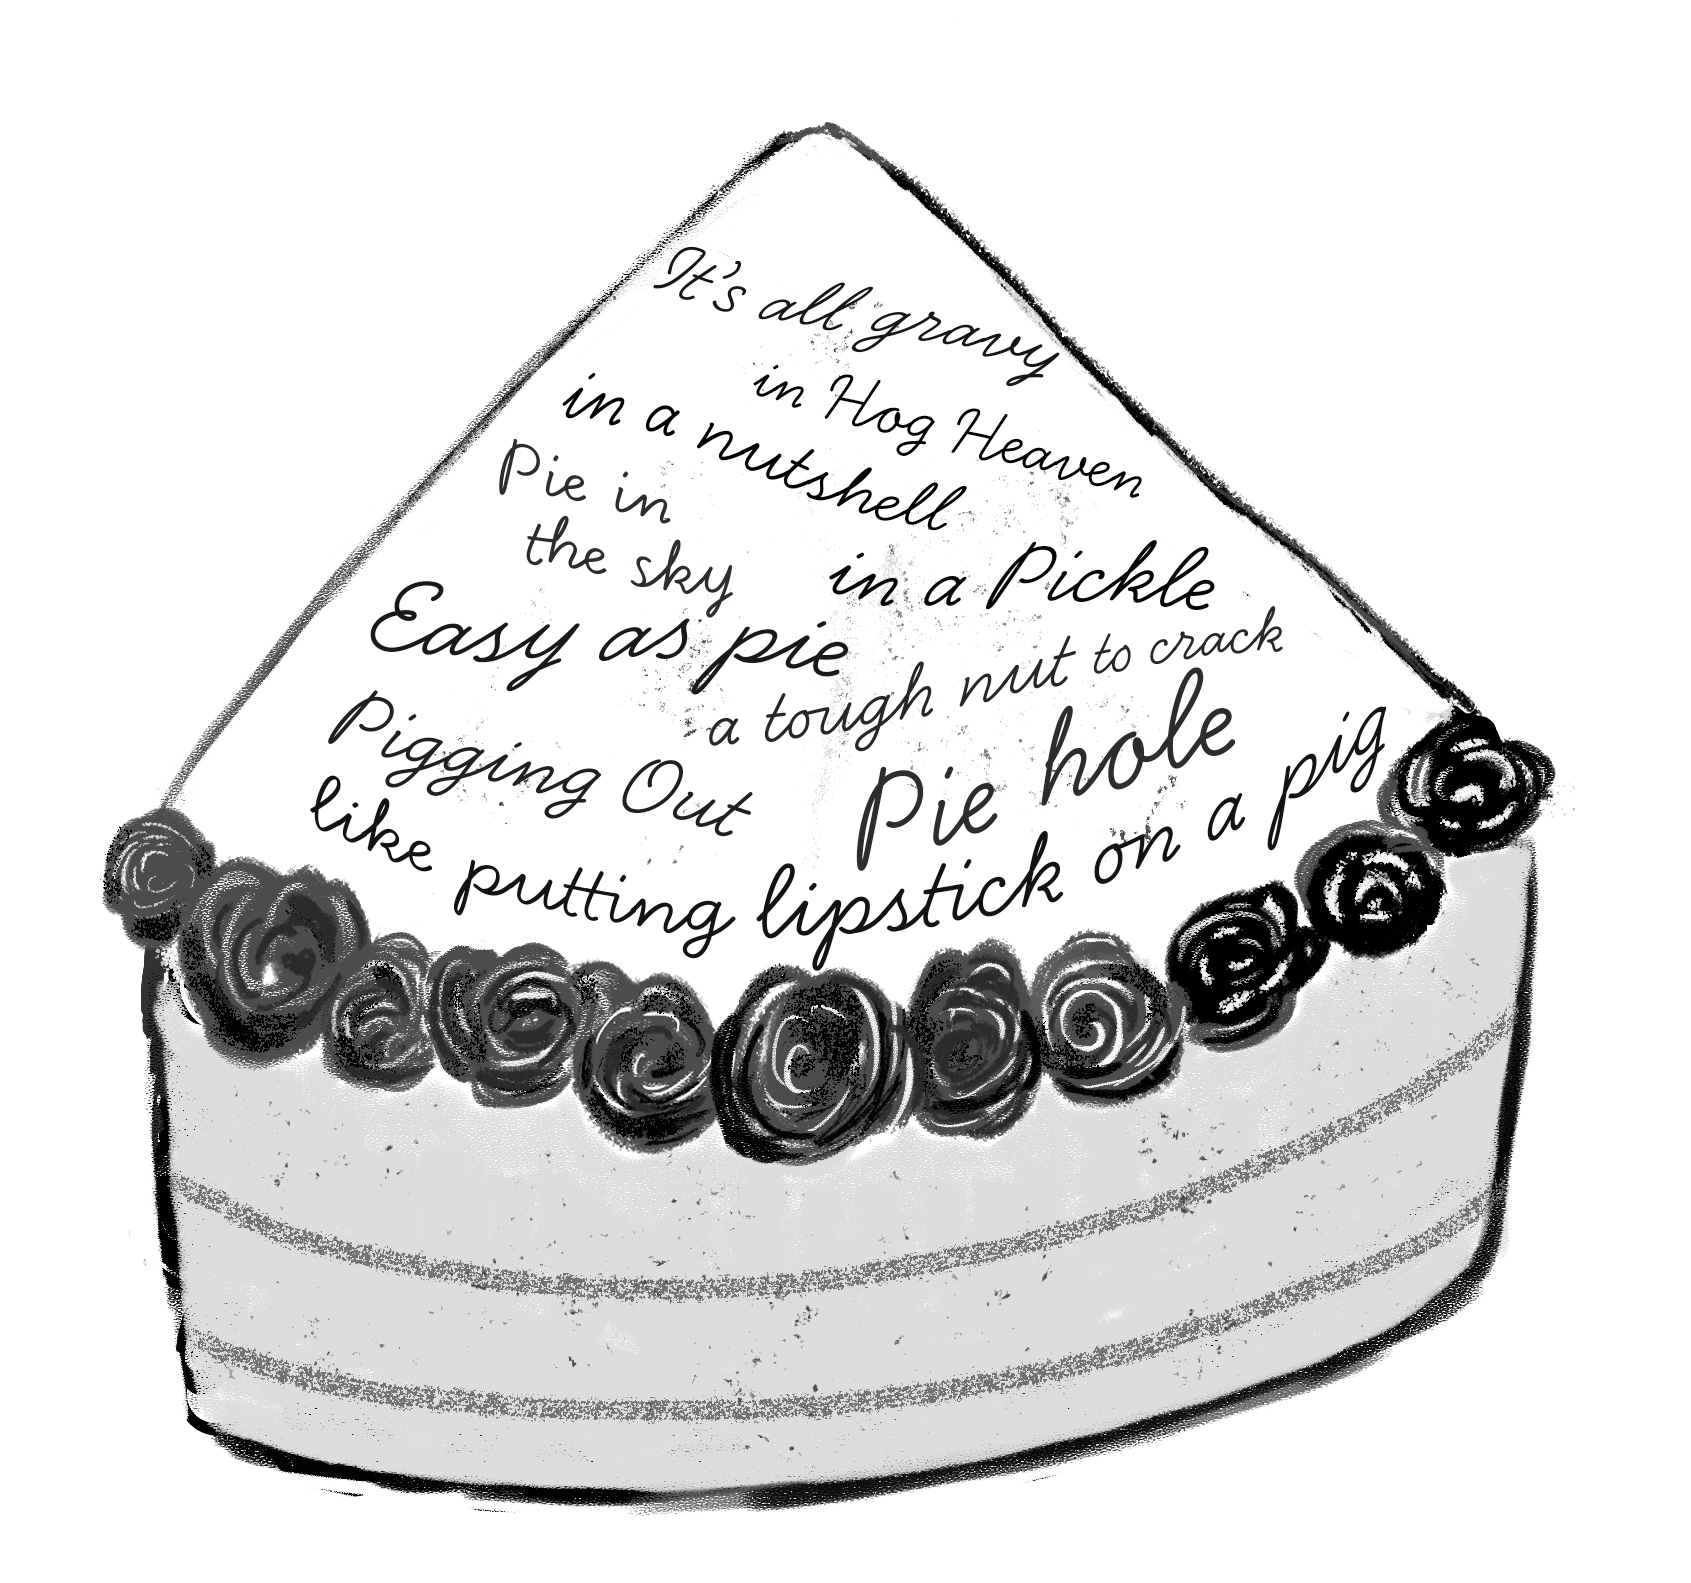 It's all gravy
in Hog Heaven
in a nutshell
Pie in
the sky
in a Pickle
Easy as pie
a tough nut to crack
Pigging Out
Pie hole
like putting lipstick on a pig